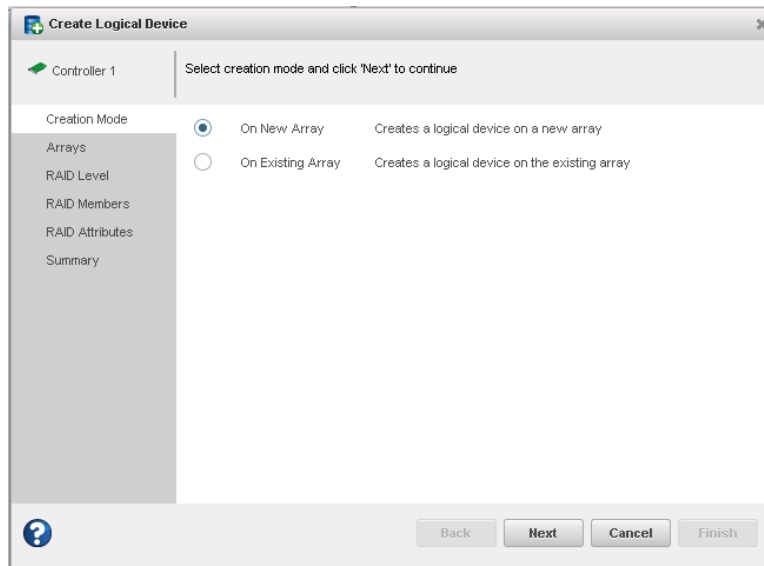 Create Logical Device
Controller 1
Select creation mode and click 'Next' to continue
Creation Mode
Arrays
RAID Level
RAID Members
RAID Attributes
Summary
On New Array Creates a logical device on a new array
On Existing Array Creates a logical device on the existing array
?
Back Next Cancel Finish